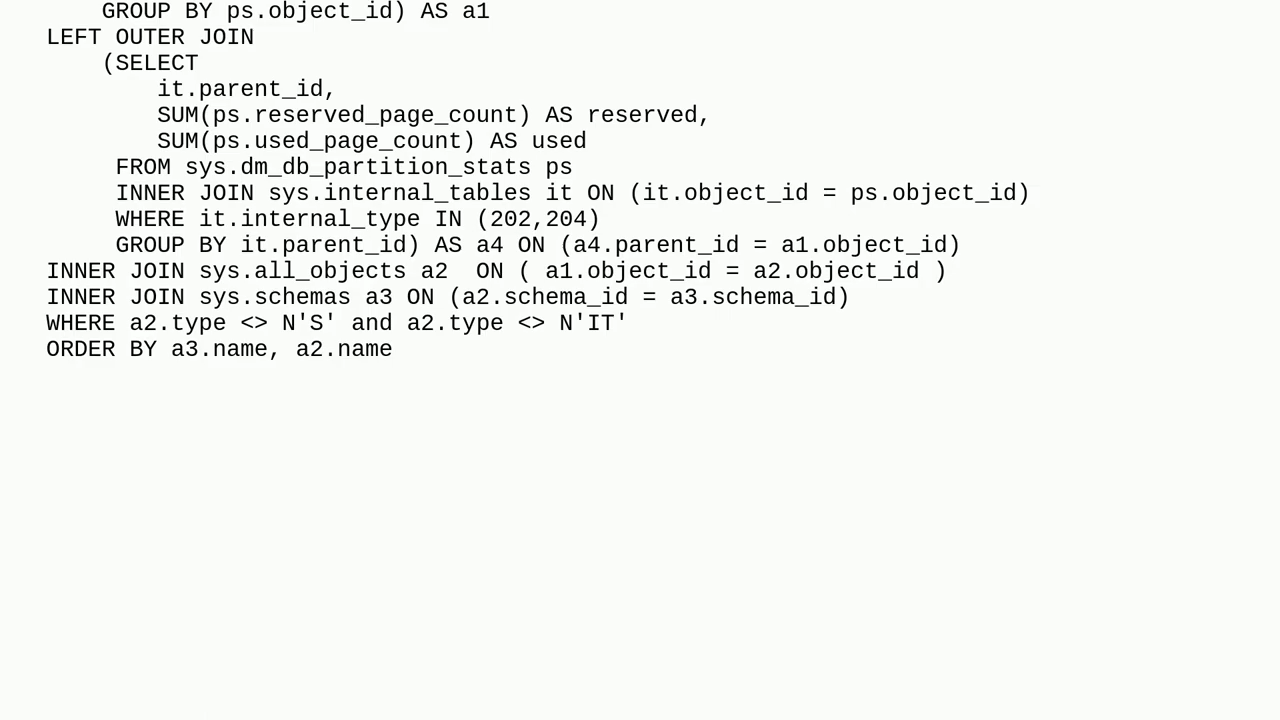 GROUP BY ps.object_id) AS a1
LEFT OUTER JOIN
(SELECT
it.parent_id,
SUM(ps.reserved_page_count) AS reserved,
SUM(ps.used_page_count) AS used
FROM sys.dm_db_partition_stats ps
INNER JOIN sys.internal_tables it ON (it.object_id = ps.object_id)
WHERE it.internal_type IN (202,204)
GROUP BY it.parent_id) AS a4 ON (a4.parent_id = a1.object_id)
INNER JOIN sys.all_objects a2  ON ( a1.object_id = a2.object_id )
INNER JOIN sys.schemas a3 ON (a2.schema_id = a3.schema_id)
WHERE a2.type <> N'S' and a2.type <> N'IT'
ORDER BY a3.name, a2.name